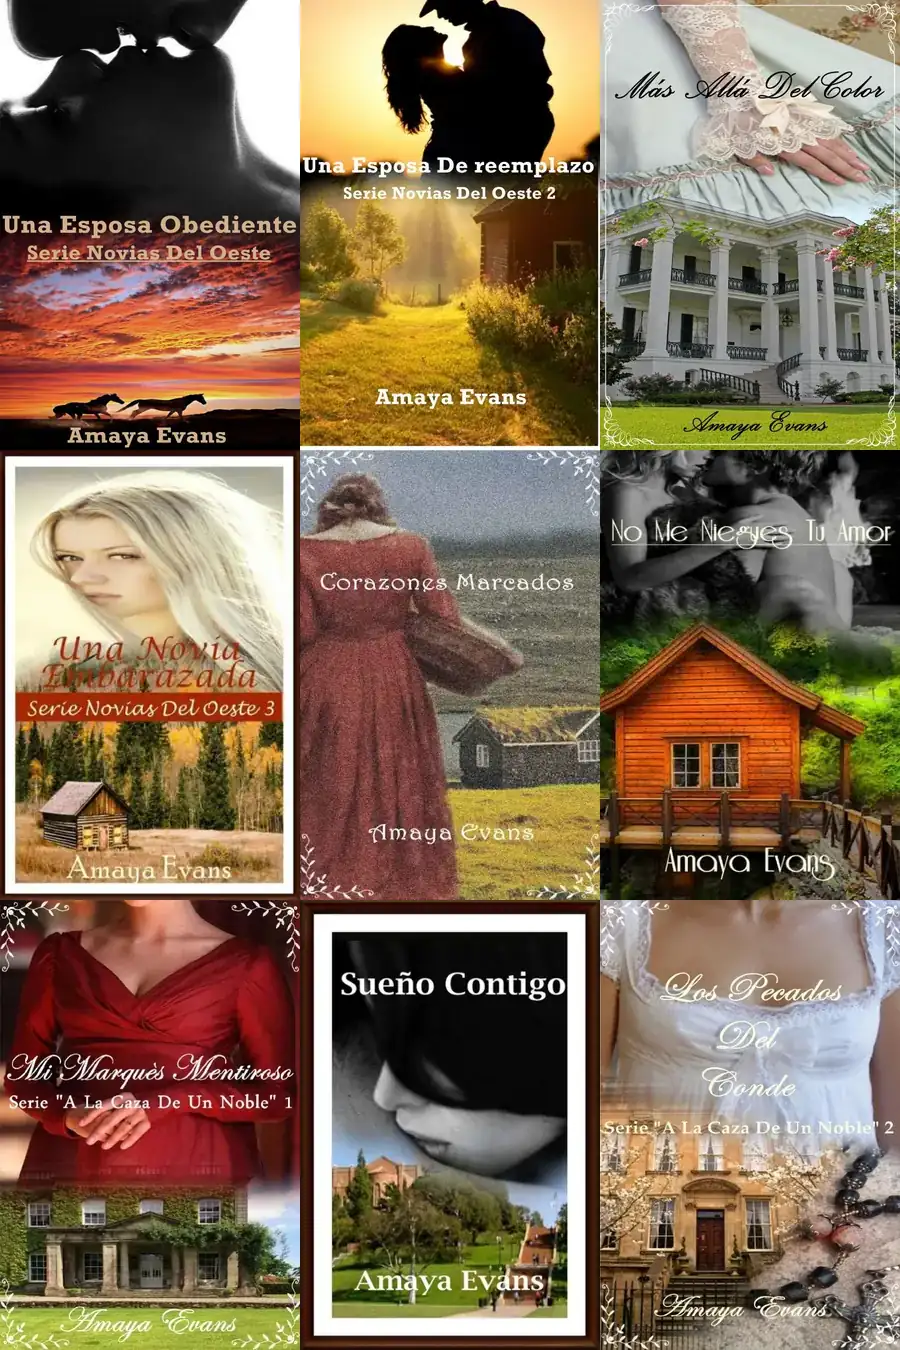 Una Esposa Obediente
Serie Novias Del Oeste
Amaya Evans
Una Esposa De reemplazo
Serie Novias Del Oeste 2
Amaya Evans
Más Allá Del Color
Amaya Evans
Una Novia
Embarazada
Serie Novias Del Oeste 3
Amaya Evans
Corazones Marcados
Amaya Evans
No Me Niegues Tu Amor
Amaya Evans
Mi Marquès Mentiroso
Serie "A La Caza De Un Noble" 1
Amaya Evans
Sueño Contigo
Amaya Evans
Los Pecados
Del
Conde
Serie "A La Caza De Un Noble" 2
Amaya Evans